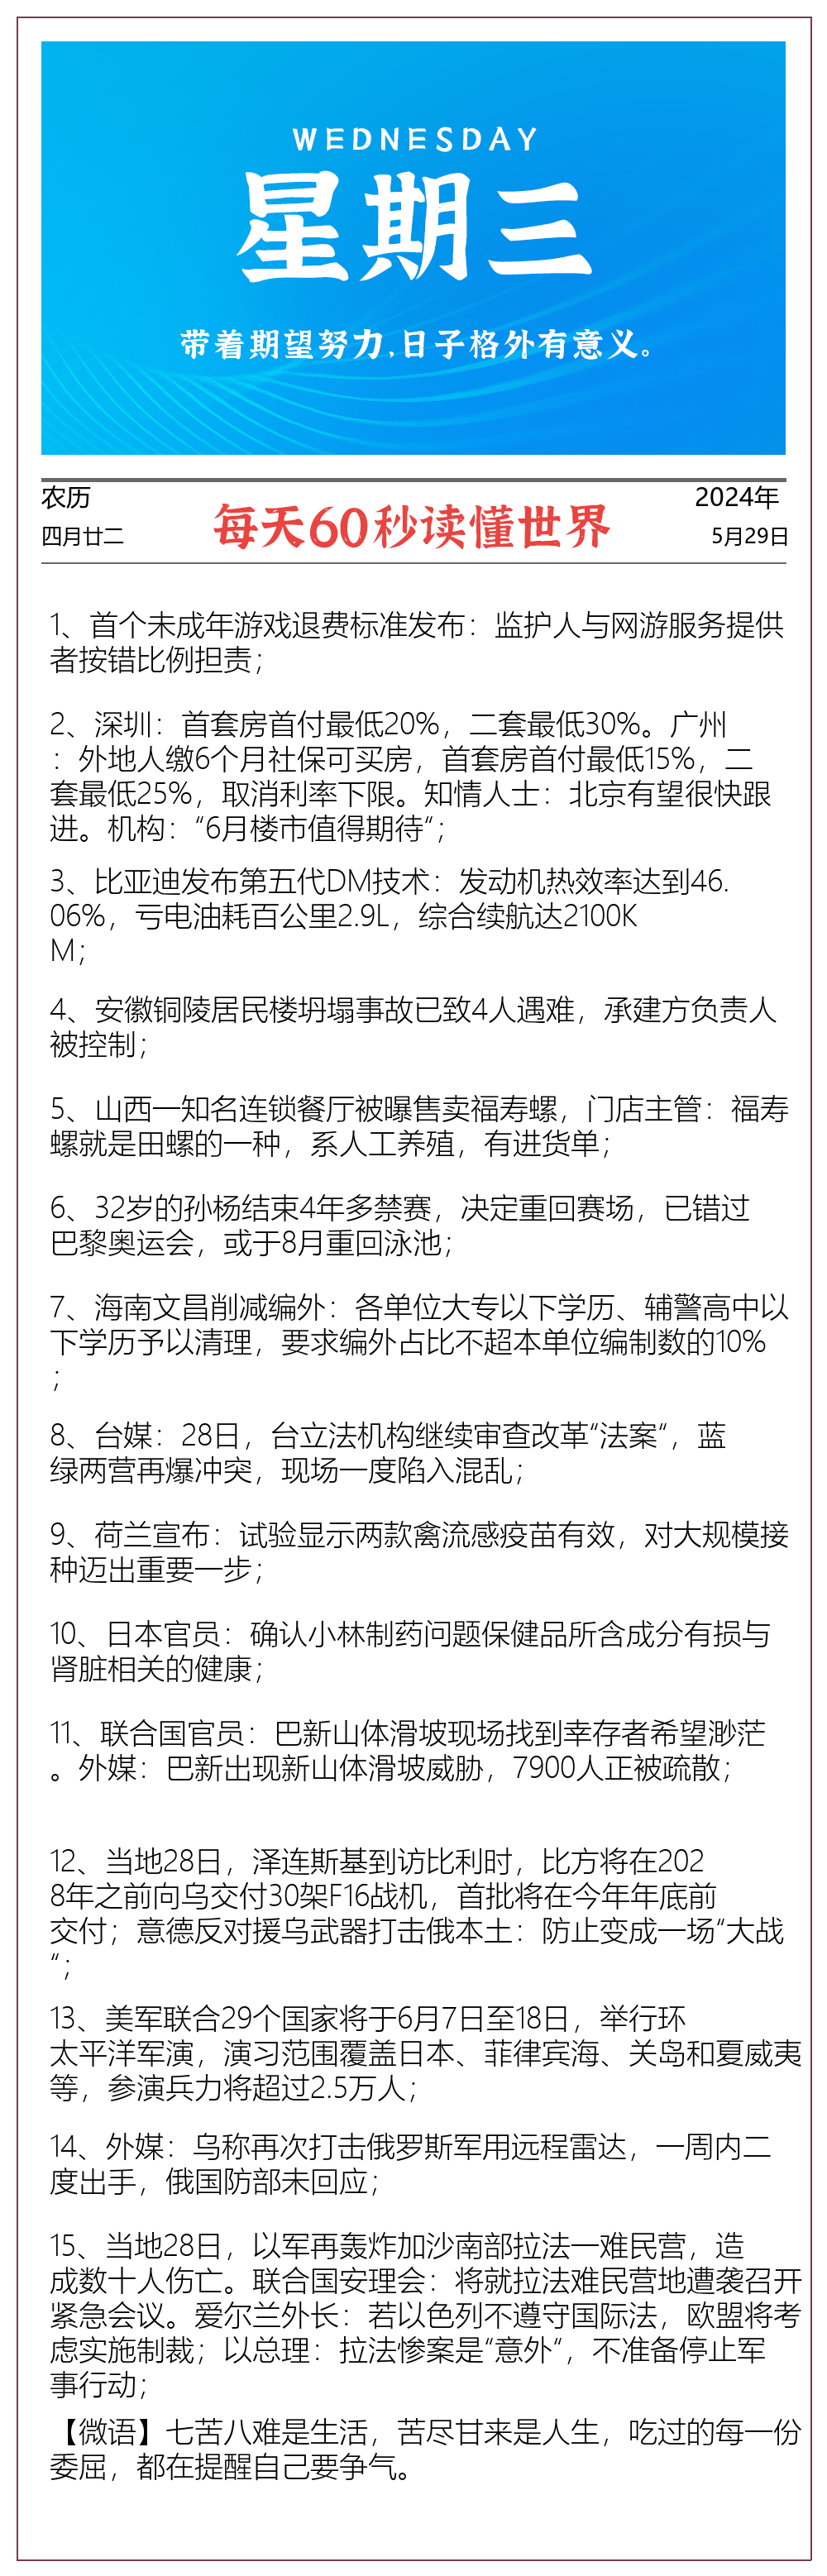 WEDNESDAY
星期三
带着期望努力,日子格外有意义。
农历
2024年
每天60秒读懂世界
四月廿二
5月29日
1、首个未成年游戏退费标准发布：监护人与网游服务提供
者按错比例担责；
2、深圳：首套房首付最低20%，二套最低30%。广州
：外地人缴6个月社保可买房，首套房首付最低15%，二
套最低25%，取消利率下限。知情人士：北京有望很快跟
进。机构：“6月楼市值得期待“；
3、比亚迪发布第五代DM技术：发动机热效率达到46.
06%，亏电油耗百公里2.9L，综合续航达2100K
M；
4、安徽铜陵居民楼坍塌事故已致4人遇难，承建方负责人
被控制；
5、山西一知名连锁餐厅被曝售卖福寿螺，门店主管：福寿
螺就是田螺的一种，系人工养殖，有进货单；
6、32岁的孙杨结束4年多禁赛，决定重回赛场，已错过
巴黎奥运会，或于8月重回泳池；
7、海南文昌削减编外：各单位大专以下学历、辅警高中以
下学历予以清理，要求编外占比不超本单位编制数的10%
；
8、台媒：28日，台立法机构继续审查改革“法案“，蓝
绿两营再爆冲突，现场一度陷入混乱；
9、荷兰宣布：试验显示两款禽流感疫苗有效，对大规模接
种迈出重要一步；
10、日本官员：确认小林制药问题保健品所含成分有损与
肾脏相关的健康；
11、联合国官员：巴新山体滑坡现场找到幸存者希望渺茫
。外媒：巴新出现新山体滑坡威胁，7900人正被疏散；
12、当地28日，泽连斯基到访比利时，比方将在202
8年之前向乌交付30架F16战机，首批将在今年年底前
交付；意德反对援乌武器打击俄本土：防止变成一场“大战
“；
13、美军联合29个国家将于6月7日至18日，举行环
太平洋军演，演习范围覆盖日本、菲律宾海、关岛和夏威夷
等，参演兵力将超过2.5万人；
14、外媒：乌称再次打击俄罗斯军用远程雷达，一周内二
度出手，俄国防部未回应；
15、当地28日，以军再轰炸加沙南部拉法一难民营，造
成数十人伤亡。联合国安理会：将就拉法难民营地遭袭召开
紧急会议。爱尔兰外长：若以色列不遵守国际法，欧盟将考
虑实施制裁；以总理：拉法惨案是“意外“，不准备停止军
事行动；
【微语】七苦八难是生活，苦尽甘来是人生，吃过的每一份
委屈，都在提醒自己要争气。